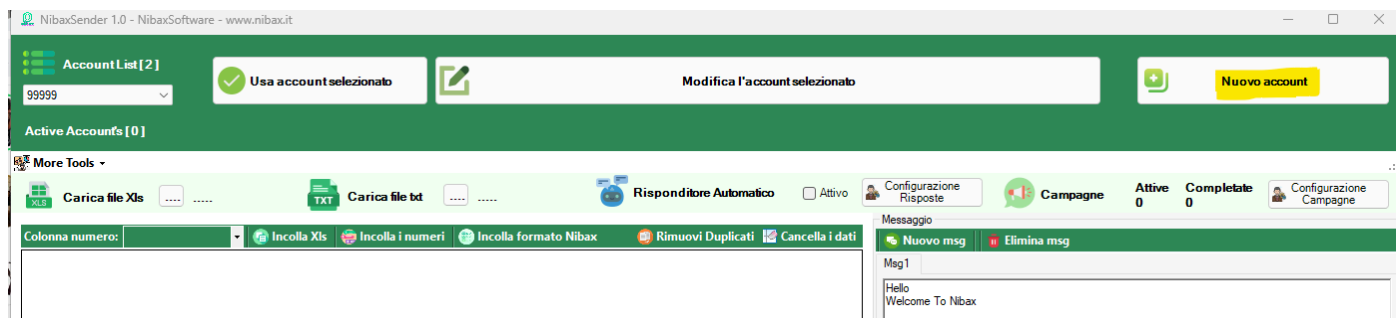 NibaxSender 1.0 - NibaxSoftware - www.nibax.it
Account List [ 2 ]
99999
Usa account selezionato
Modifica l'account selezionato
Nuovo account
Active Account's [ 0 ]
More Tools
XLS
Carica file Xls
....
.....
TXT
Carica file txt
....
.....
Risponditore Automatico
Attivo
Configurazione
Risposte
Campagne
Attive
0
Completate
0
Configurazione
Campagne
Colonna numero:
Incolla Xls
Incolla i numeri
Incolla formato Nibax
Rimuovi Duplicati
Cancella i dati
Messaggio
Nuovo msg
Elimina msg
Msg1
Hello
Welcome To Nibax